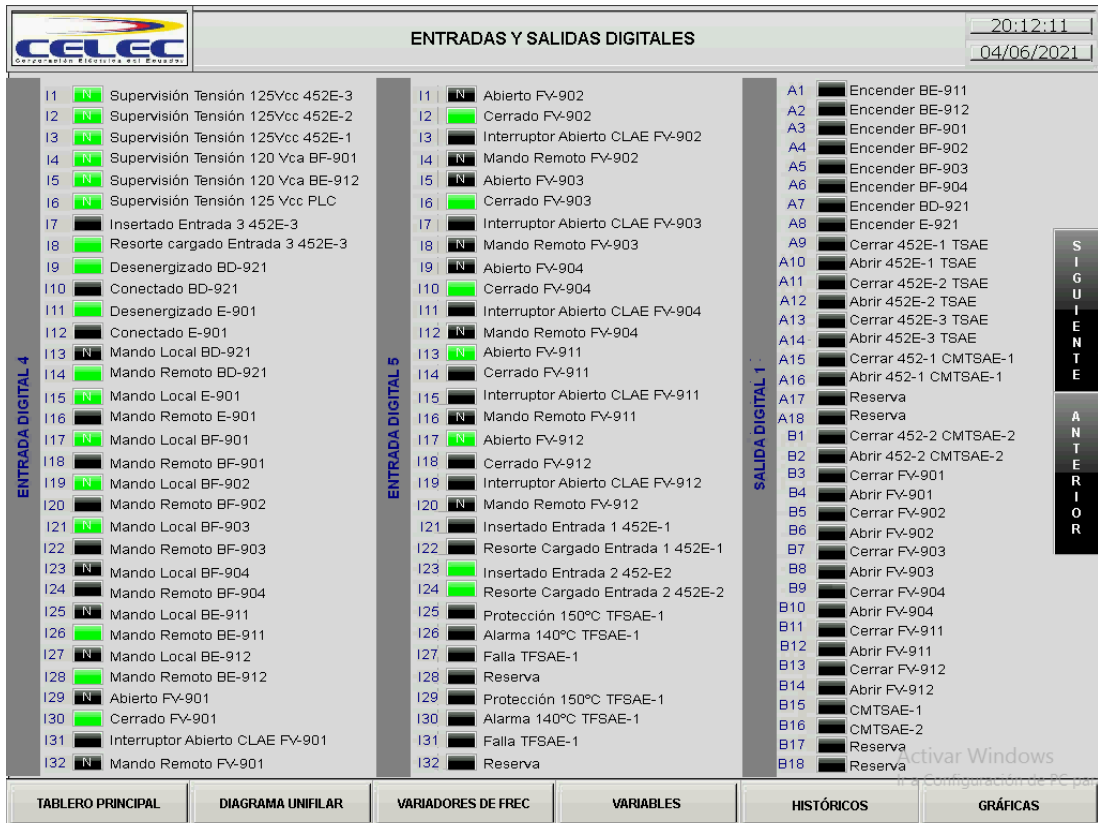 CELEC
Corporación Eléctrica del Ecuador
ENTRADAS Y SALIDAS DIGITALES
20:12:11
04/06/2021
ENTRADA DIGITAL 4
I1 N Supervisión Tensión 125Vcc 452E-3
I2 N Supervisión Tensión 125Vcc 452E-2
I3 N Supervisión Tensión 125Vcc 452E-1
I4 N Supervisión Tensión 120 Vca BF-901
I5 N Supervisión Tensión 120 Vca BE-912
I6 N Supervisión Tensión 125 Vcc PLC
I7 Insertado Entrada 3 452E-3
I8 Resorte cargado Entrada 3 452E-3
I9 Desenergizado BD-921
I10 Conectado BD-921
I11 Desenergizado E-901
I12 Conectado E-901
I13 N Mando Local BD-921
I14 Mando Remoto BD-921
I15 N Mando Local E-901
I16 Mando Remoto E-901
I17 N Mando Local BF-901
I18 Mando Remoto BF-901
I19 N Mando Local BF-902
I20 Mando Remoto BF-902
I21 N Mando Local BF-903
I22 Mando Remoto BF-903
I23 N Mando Local BF-904
I24 Mando Remoto BF-904
I25 N Mando Local BE-911
I26 Mando Remoto BE-911
I27 N Mando Local BE-912
I28 Mando Remoto BE-912
I29 N Abierto FV-901
I30 Cerrado FV-901
I31 Interruptor Abierto CLAE FV-901
I32 N Mando Remoto FV-901
ENTRADA DIGITAL 5
I1 N Abierto FV-902
I2 Cerrado FV-902
I3 Interruptor Abierto CLAE FV-902
I4 N Mando Remoto FV-902
I5 N Abierto FV-903
I6 Cerrado FV-903
I7 Interruptor Abierto CLAE FV-903
I8 N Mando Remoto FV-903
I9 N Abierto FV-904
I10 Cerrado FV-904
I11 Interruptor Abierto CLAE FV-904
I12 N Mando Remoto FV-904
I13 N Abierto FV-911
I14 Cerrado FV-911
I15 Interruptor Abierto CLAE FV-911
I16 N Mando Remoto FV-911
I17 N Abierto FV-912
I18 Cerrado FV-912
I19 Interruptor Abierto CLAE FV-912
I20 N Mando Remoto FV-912
I21 Insertado Entrada 1 452E-1
I22 Resorte Cargado Entrada 1 452E-1
I23 Insertado Entrada 2 452-E2
I24 Resorte Cargado Entrada 2 452E-2
I25 Protección 150ºC TFSAE-1
I26 Alarma 140ºC TFSAE-1
I27 Falla TFSAE-1
I28 Reserva
I29 Protección 150ºC TFSAE-1
I30 Alarma 140ºC TFSAE-1
I31 Falla TFSAE-1
I32 Reserva
SALIDA DIGITAL 1
A1 Encender BE-911
A2 Encender BE-912
A3 Encender BF-901
A4 Encender BF-902
A5 Encender BF-903
A6 Encender BF-904
A7 Encender BD-921
A8 Encender E-921
A9 Cerrar 452E-1 TSAE
A10 Abrir 452E-1 TSAE
A11 Cerrar 452E-2 TSAE
A12 Abrir 452E-2 TSAE
A13 Cerrar 452E-3 TSAE
A14 Abrir 452E-3 TSAE
A15 Cerrar 452-1 CMTSAE-1
A16 Abrir 452-1 CMTSAE-1
A17 Reserva
A18 Reserva
B1 Cerrar 452-2 CMTSAE-2
B2 Abrir 452-2 CMTSAE-2
B3 Cerrar FV-901
B4 Abrir FV-901
B5 Cerrar FV-902
B6 Abrir FV-902
B7 Cerrar FV-903
B8 Abrir FV-903
B9 Cerrar FV-904
B10 Abrir FV-904
B11 Cerrar FV-911
B12 Abrir FV-911
B13 Cerrar FV-912
B14 Abrir FV-912
B15 CMTSAE-1
B16 CMTSAE-2
B17 Reserva
B18 Reserva
SIGUIENTE
ANTERIOR
Activar Windows
Ir a Configuración de PC par
TABLERO PRINCIPAL
DIAGRAMA UNIFILAR
VARIADORES DE FREC
VARIABLES
HISTÓRICOS
GRÁFICAS